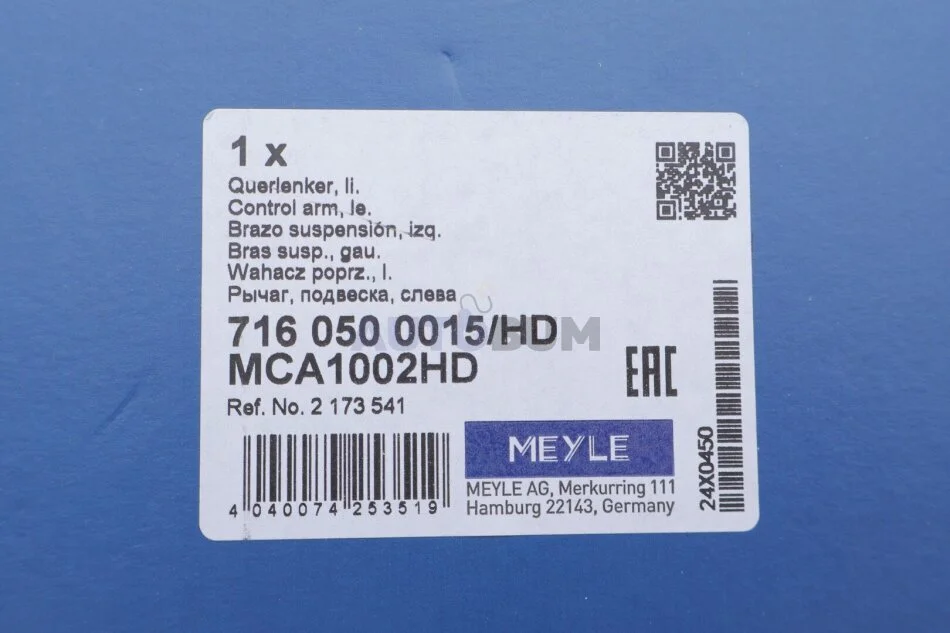 1 x
Querlenker, li.
Control arm, le.
Brazo suspensión, izq.
Bras susp., gau.
Wahacz poprz., l.
Рычаг, подвеска, слева
716 050 0015/HD
AUTODOM
MCA1002HD
EAC
Ref. No. 2 173 541
MEYLE
MEYLE AG, Merkurring 111
Hamburg 22143, Germany
4 040074 253519
24X0450